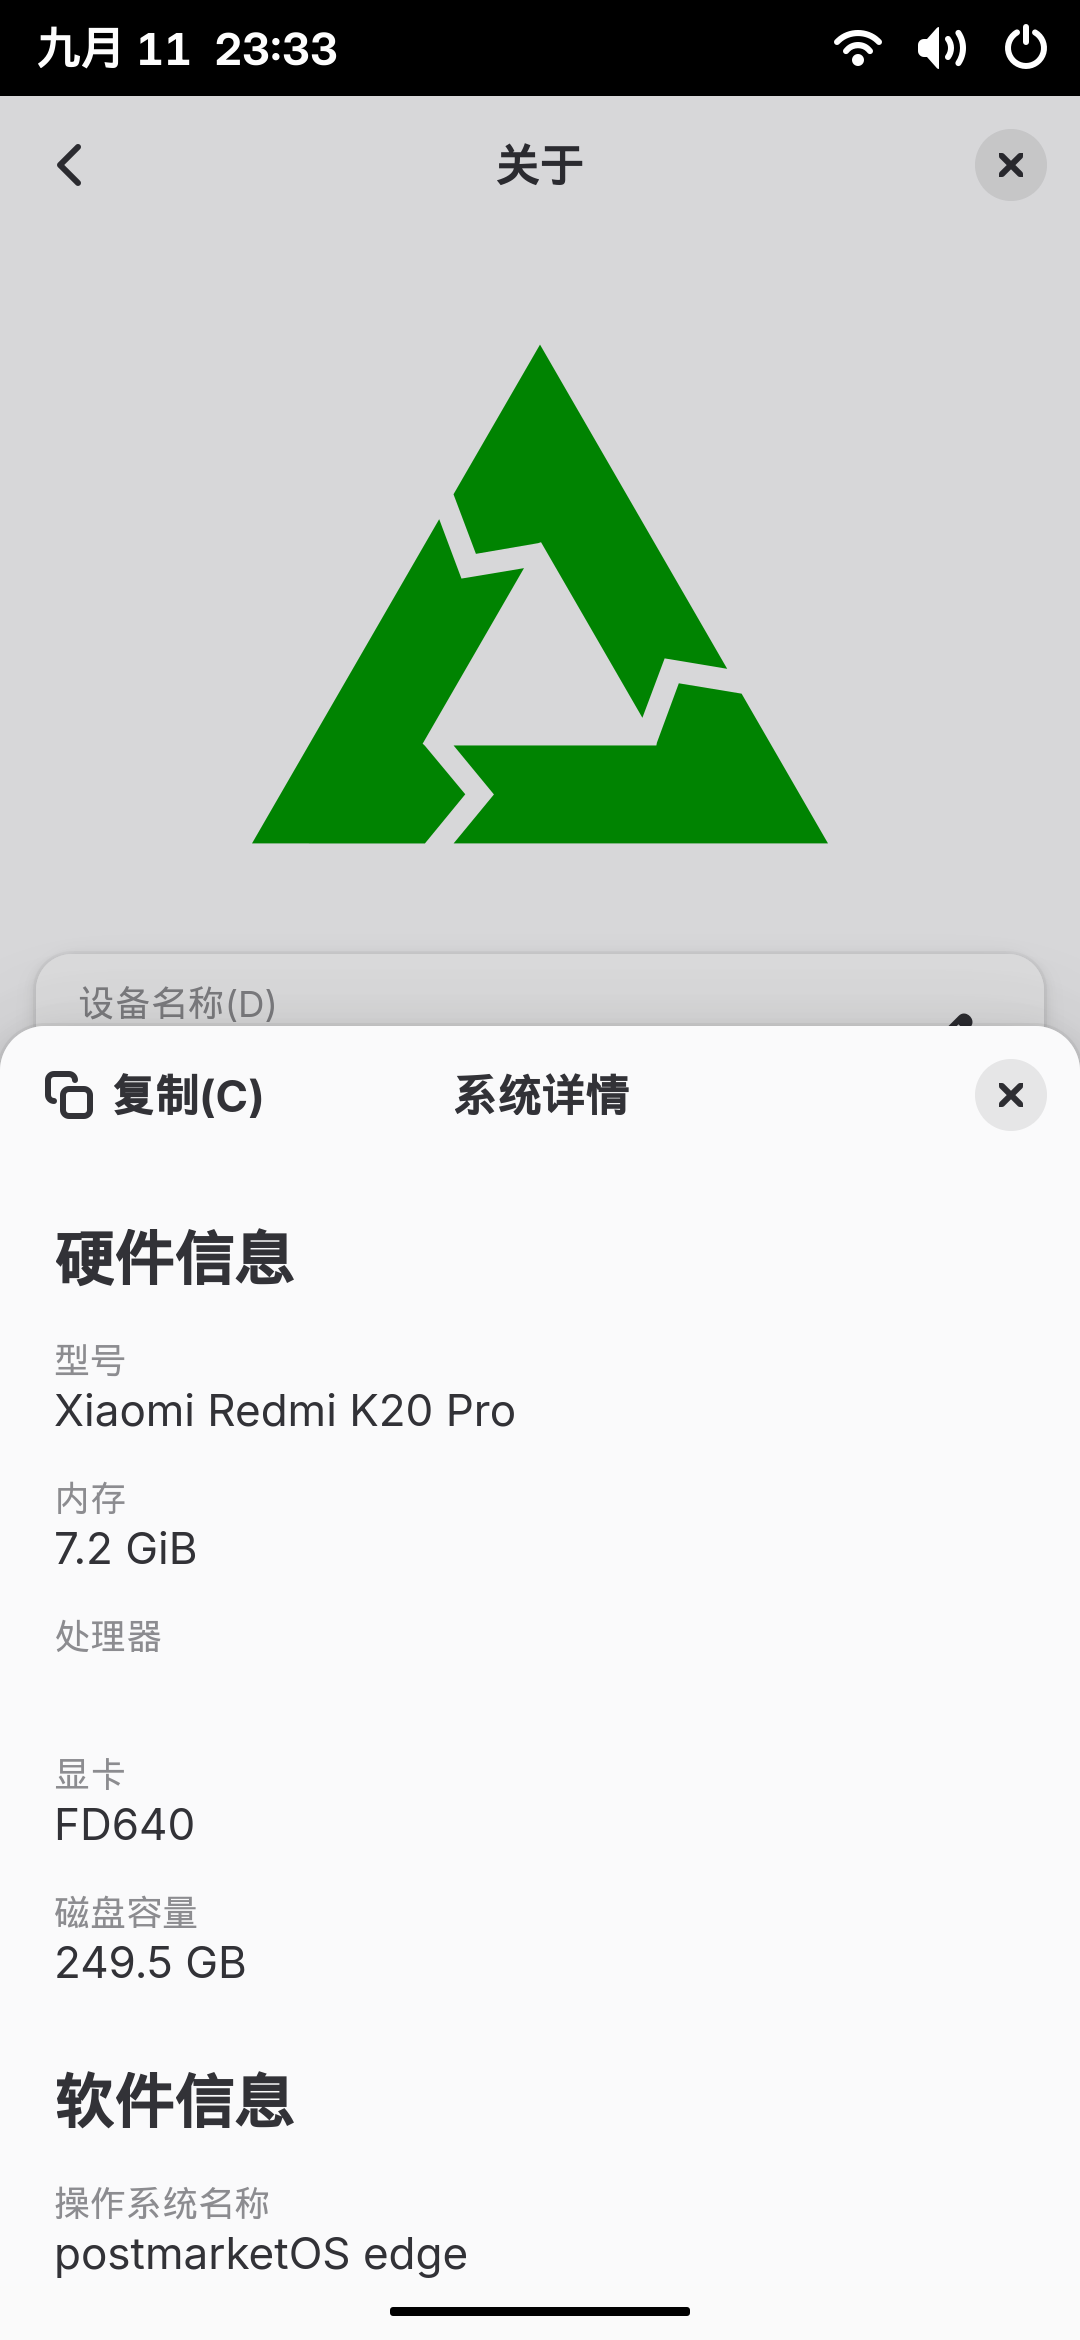 九月 11 23:33
关于
设备名称(D)
复制(C) 系统详情
硬件信息
型号
Xiaomi Redmi K20 Pro
内存
7.2 GiB
处理器
显卡
FD640
磁盘容量
249.5 GB
软件信息
操作系统名称
postmarketOS edge